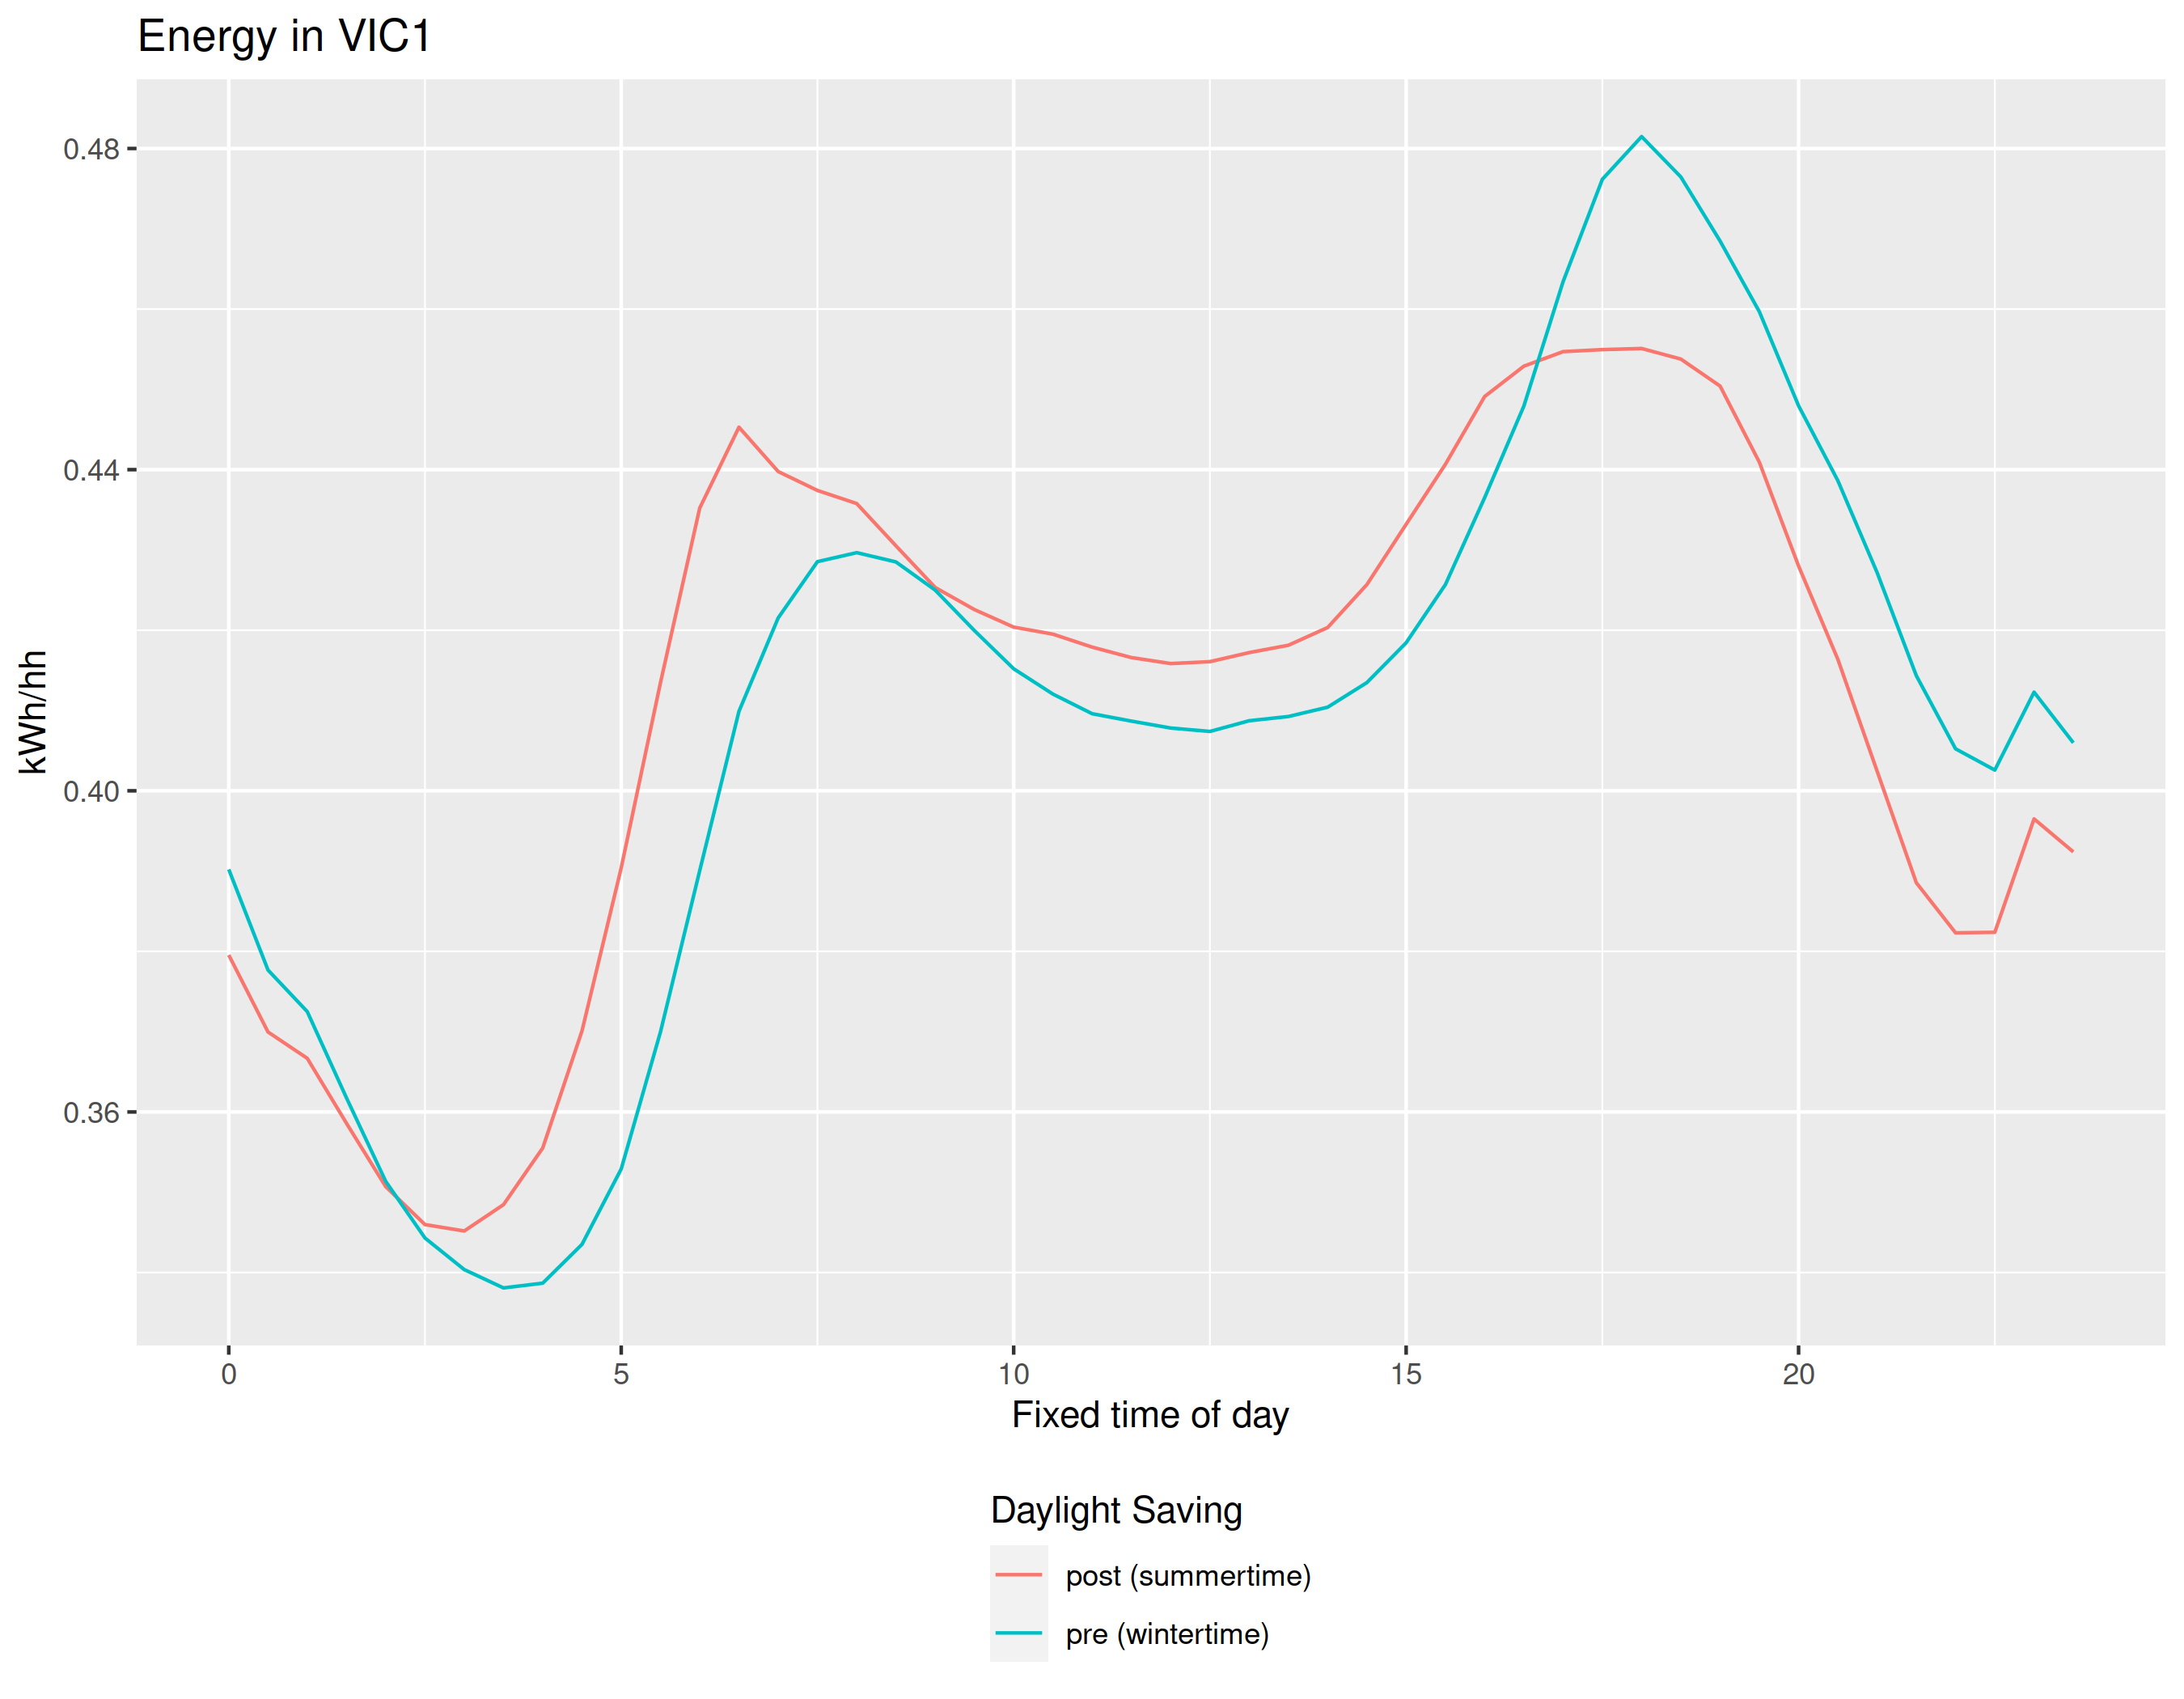 Energy in VIC1
kWh/hh
0.48
0.44
0.40
0.36
0 5 10 15 20
Fixed time of day
Daylight Saving
post (summertime)
pre (wintertime)